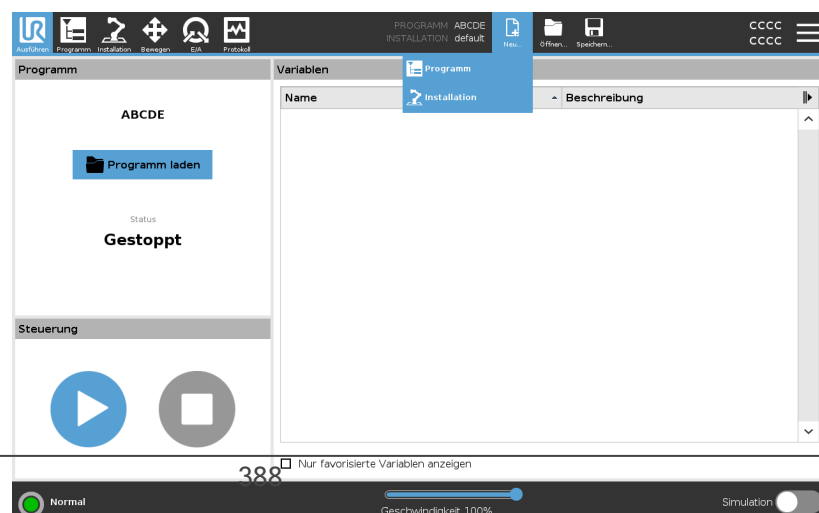 PROGRAMM ABCDE
INSTALLATION default
Ausführen Programm Installation Bewegen E/A Protokoll
Neu... Öffnen... Speichern...
CCCC
CCCC
Programm
Variablen
Programm
Installation
Name
Beschreibung
ABCDE
Programm laden
Status
Gestoppt
Steuerung
Nur favorisierte Variablen anzeigen
388
Normal
Geschwindigkeit 100%
Simulation